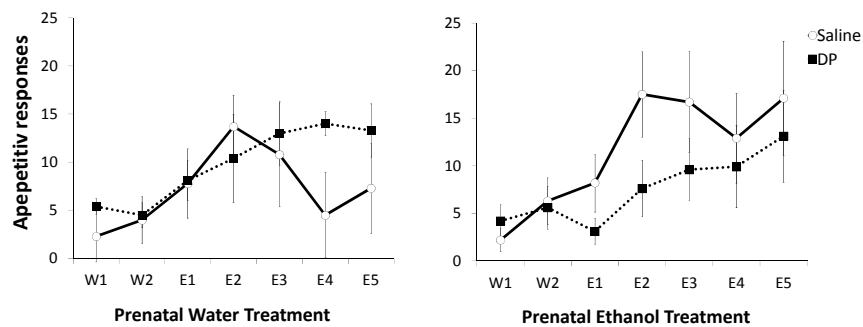 25
20
15
10
5
0
Apepetitiv responses
W1 W2 E1 E2 E3 E4 E5
Prenatal Water Treatment
25
20
15
10
5
0
W1 W2 E1 E2 E3 E4 E5
Prenatal Ethanol Treatment
Saline
DP